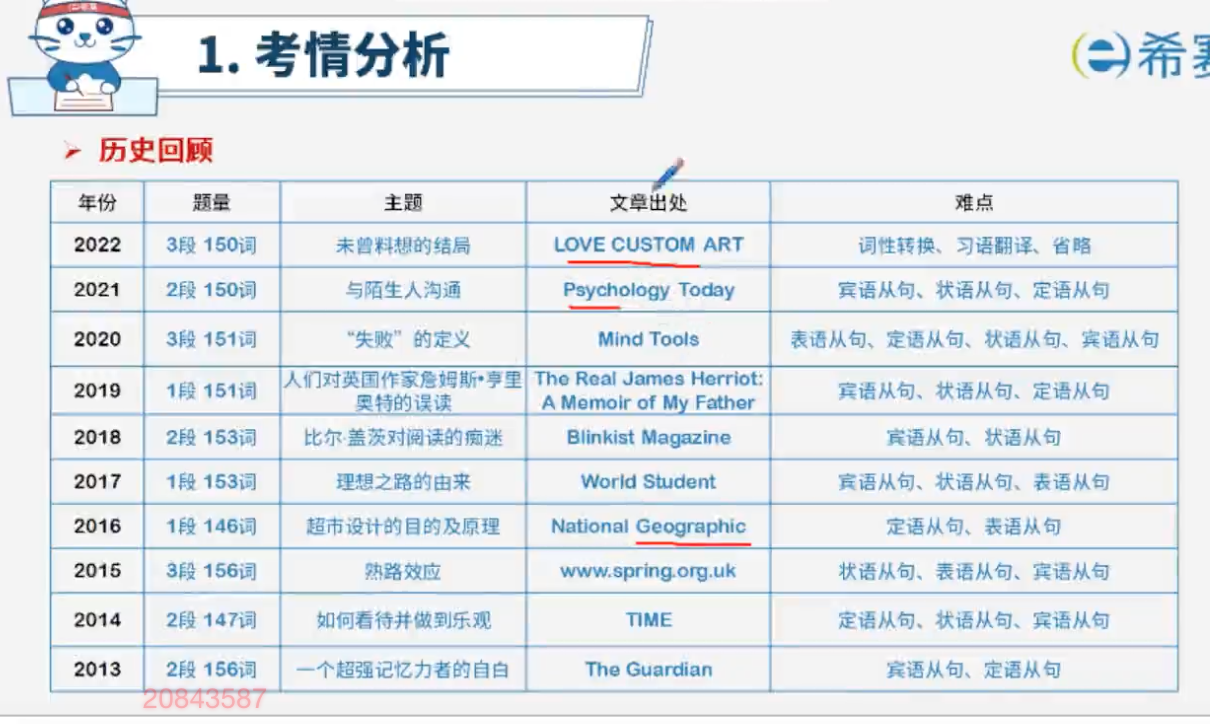 1. 考情分析
希赛
➢ 历史回顾
年份 题量 主题 文章出处 难点
2022 3段 150词 未曾料想的结局 LOVE CUSTOM ART 词性转换、习语翻译、省略
2021 2段 150词 与陌生人沟通 Psychology Today 宾语从句、状语从句、定语从句
2020 3段 151词 “失败”的定义 Mind Tools 表语从句、定语从句、状语从句、宾语从句
2019 1段 151词 人们对英国作家詹姆斯•亨里 The Real James Herriot: 宾语从句、状语从句、定语从句
奥特的误读 A Memoir of My Father
2018 2段 153词 比尔·盖茨对阅读的痴迷 Blinkist Magazine 宾语从句、状语从句
2017 1段 153词 理想之路的由来 World Student 宾语从句、状语从句、表语从句
2016 1段 146词 超市设计的目的及原理 National Geographic 定语从句、表语从句
2015 3段 156词 熟路效应 www.spring.org.uk 状语从句、表语从句、宾语从句
2014 2段 147词 如何看待并做到乐观 TIME 定语从句、状语从句、宾语从句
2013 2段 156词 一个超强记忆力者的自白 The Guardian 宾语从句、定语从句
20843587